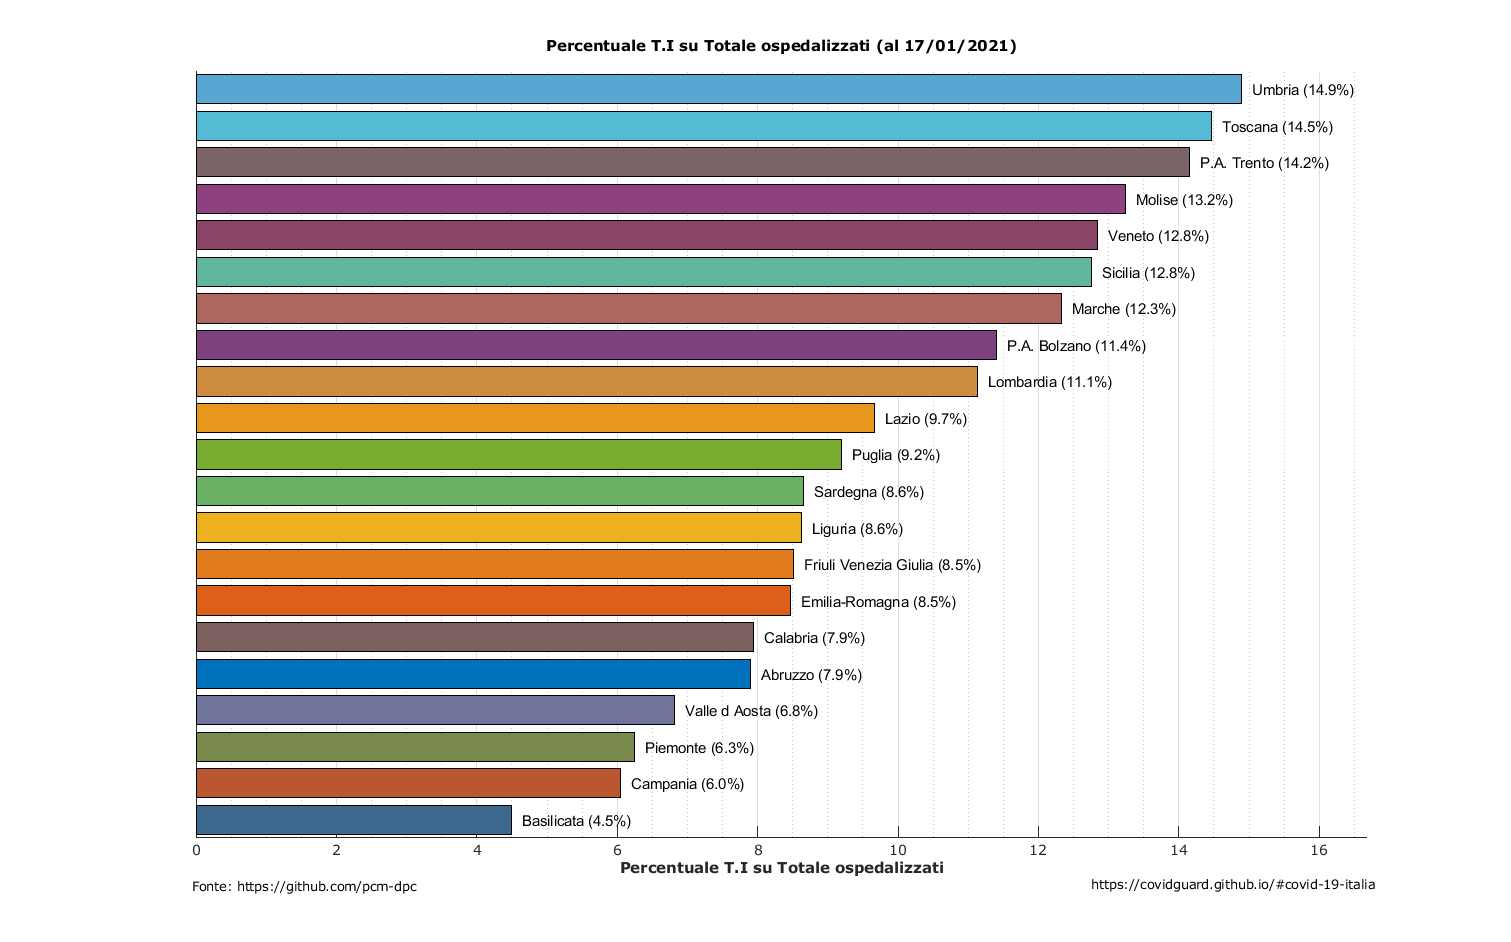 Percentuale T.I su Totale ospedalizzati (al 17/01/2021)
Umbria (14.9%)
Toscana (14.5%)
P.A. Trento (14.2%)
Molise (13.2%)
Veneto (12.8%)
Sicilia (12.8%)
Marche (12.3%)
P.A. Bolzano (11.4%)
Lombardia (11.1%)
Lazio (9.7%)
Puglia (9.2%)
Sardegna (8.6%)
Liguria (8.6%)
Friuli Venezia Giulia (8.5%)
Emilia-Romagna (8.5%)
Calabria (7.9%)
Abruzzo (7.9%)
Valle d Aosta (6.8%)
Piemonte (6.3%)
Campania (6.0%)
Basilicata (4.5%)
0 2 4 6 8 10 12 14 16
Percentuale T.I su Totale ospedalizzati
Fonte: https://github.com/pcm-dpc
https://covidguard.github.io/#covid-19-italia